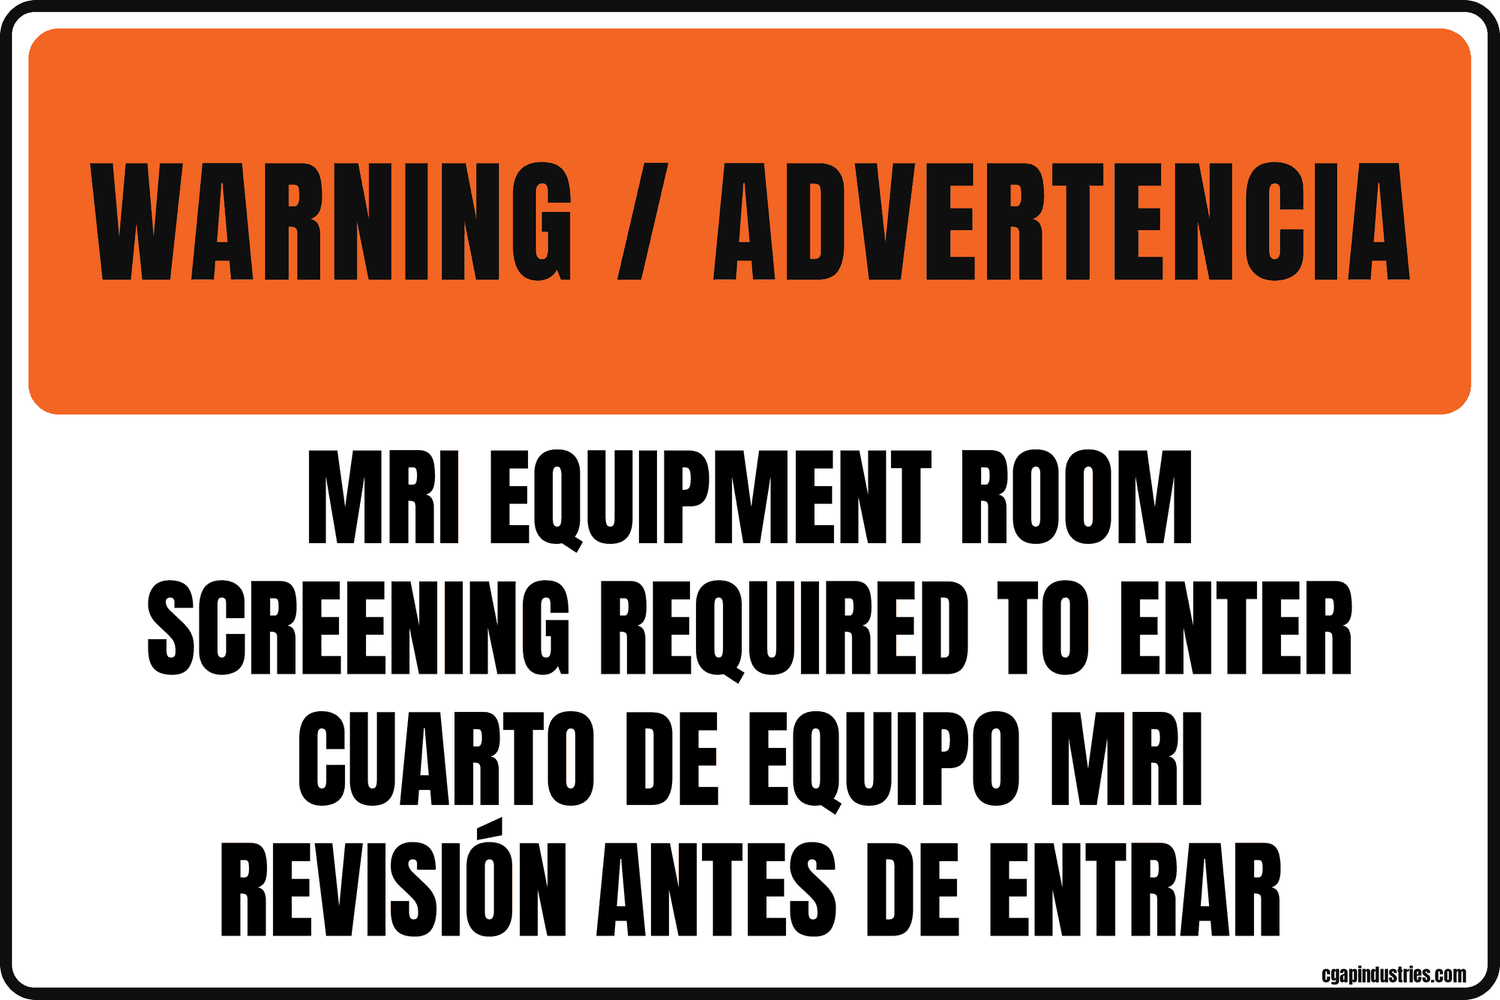 WARNING / ADVERTENCIA
MRI EQUIPMENT ROOM
SCREENING REQUIRED TO ENTER
CUARTO DE EQUIPO MRI
REVISIÓN ANTES DE ENTRAR
cgapindustries.com